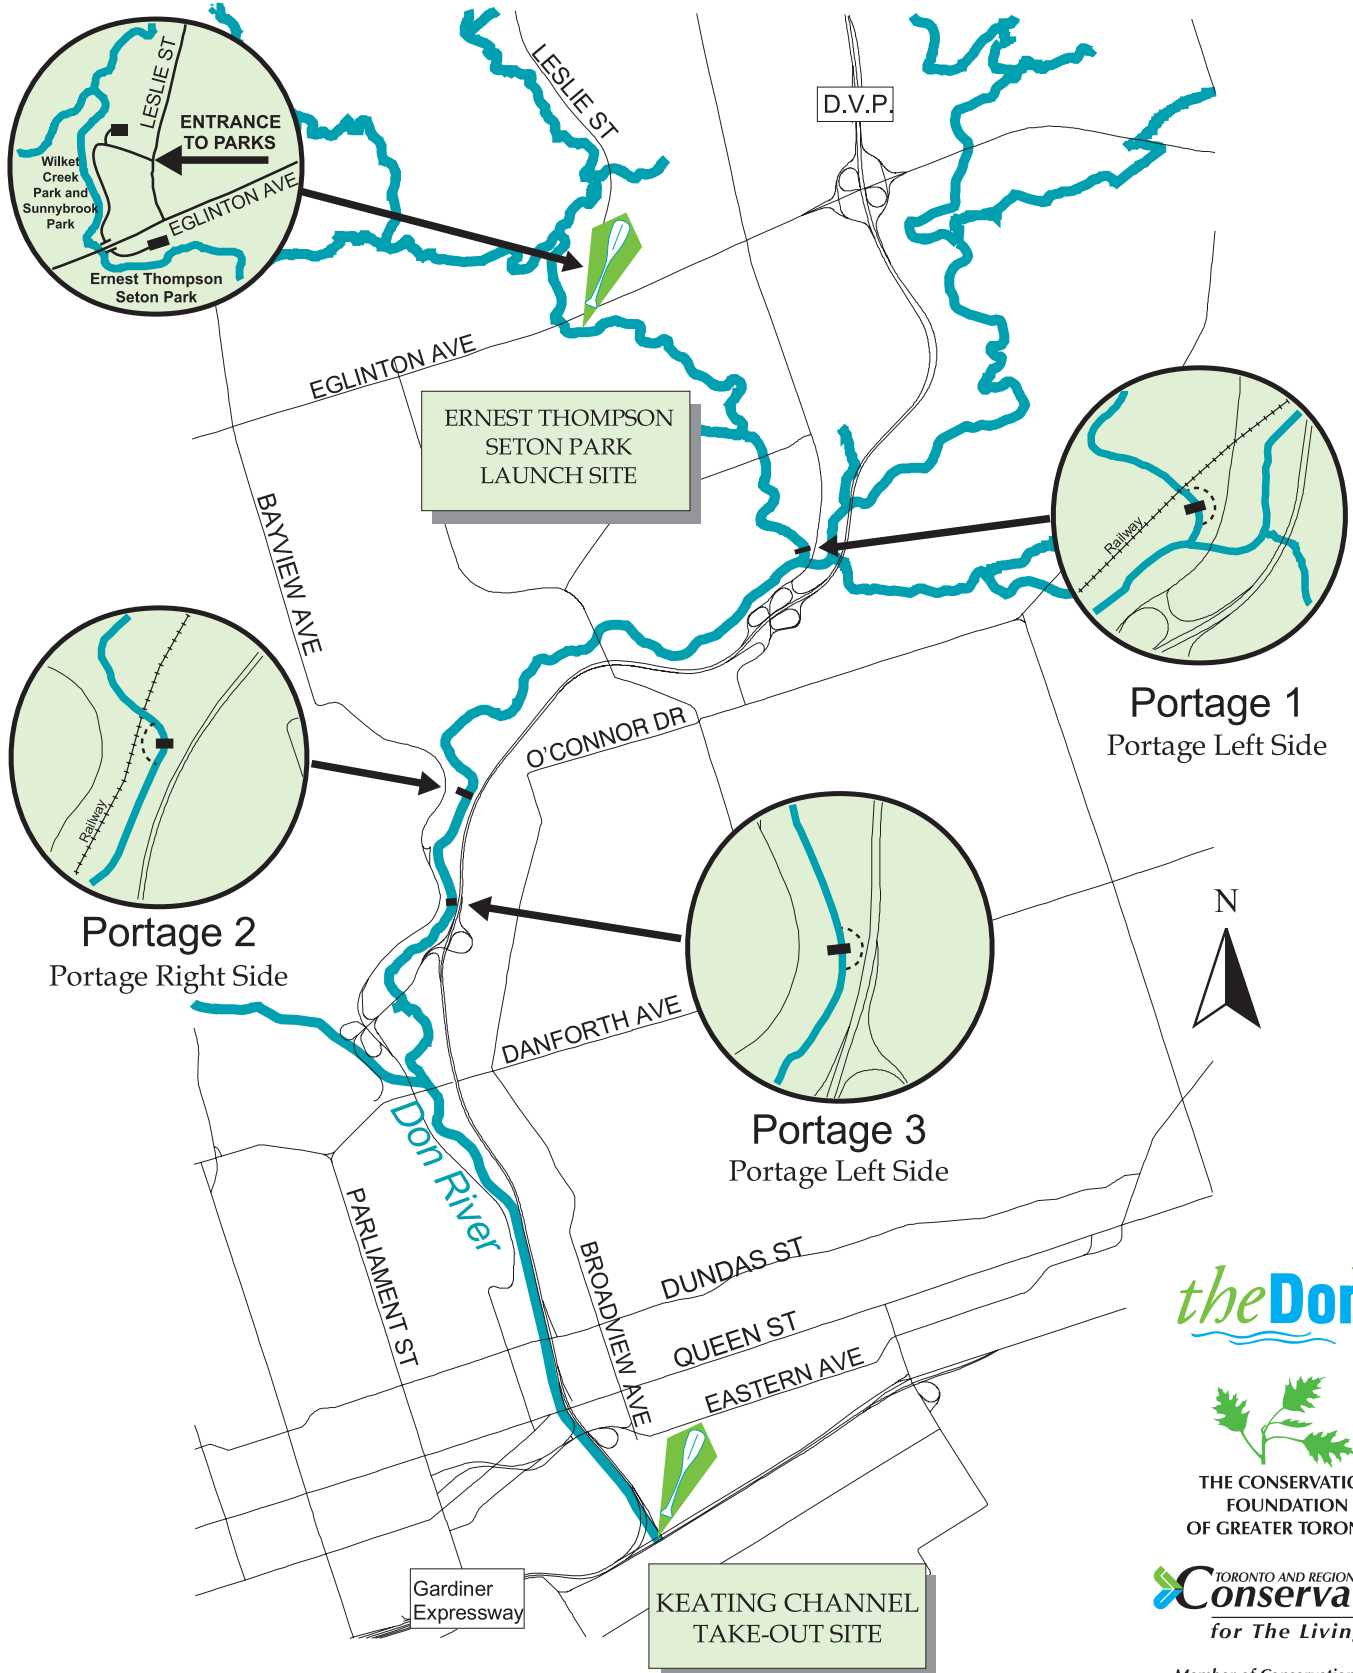 LESLIE ST
ENTRANCE
TO PARKS
Wilket
Creek
Park and
Sunnybrook
Park
EGLINTON AVE
Ernest Thompson
Seton Park
LESLIE ST
D.V.P.
EGLINTON AVE
ERNEST THOMPSON
SETON PARK
LAUNCH SITE
BAYVIEW AVE
Railway
Portage 1
Portage Left Side
O'CONNOR DR
Railway
Portage 2
Portage Right Side
N
DANFORTH AVE
Portage 3
Portage Left Side
Don River
PARLIAMENT ST
BROADVIEW AVE
DUNDAS ST
QUEEN ST
EASTERN AVE
Gardiner
Expressway
KEATING CHANNEL
TAKE-OUT SITE
theDon
THE CONSERVATIO
FOUNDATION
OF GREATER TORON
TORONTO AND REGION
Conserva
for The Living